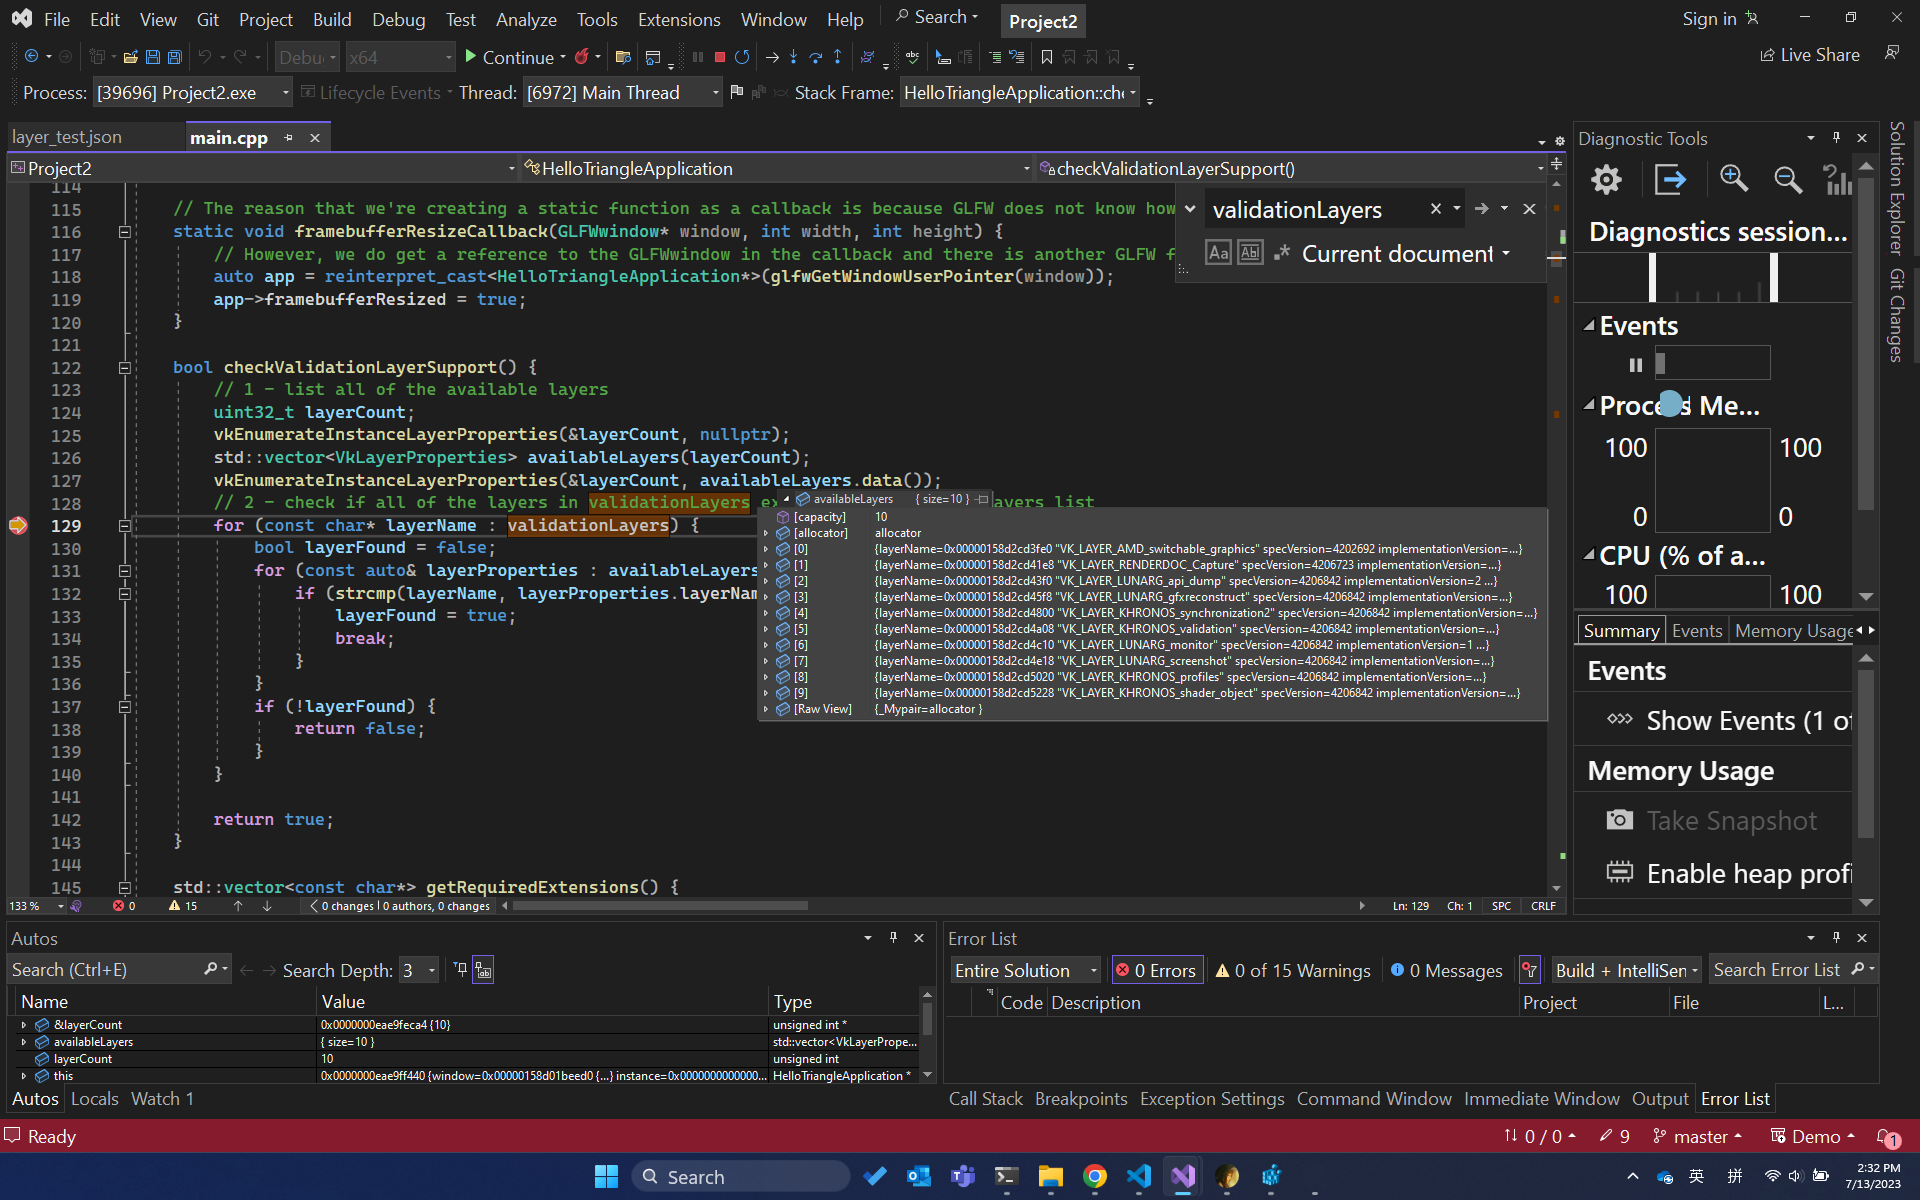 File Edit View Git Project Build Debug Test Analyze Tools Extensions Window Help Search Project2 Sign in
Debu x64 Continue Live Share
Process: [39696] Project2.exe Lifecycle Events Thread: [6972] Main Thread Stack Frame: HelloTriangleApplication::che
layer_test.json main.cpp
Project2 HelloTriangleApplication checkValidationLayerSupport()
114
115 // The reason that we're creating a static function as a callback is because GLFW does not know how
116 static void framebufferResizeCallback(GLFWwindow* window, int width, int height) {
117 // However, we do get a reference to the GLFWwindow in the callback and there is another GLFW f
118 auto app = reinterpret_cast<HelloTriangleApplication*>(glfwGetWindowUserPointer(window));
119 app->framebufferResized = true;
120 }
121
122 bool checkValidationLayerSupport() {
123 // 1 - list all of the available layers
124 uint32_t layerCount;
125 vkEnumerateInstanceLayerProperties(&layerCount, nullptr);
126 std::vector<VkLayerProperties> availableLayers(layerCount);
127 vkEnumerateInstanceLayerProperties(&layerCount, availableLayers.data());
128 // 2 - check if all of the layers in validationLayers ex ayers list
129 for (const char* layerName : validationLayers) {
130 bool layerFound = false;
131 for (const auto& layerProperties : availableLayers
132 if (strcmp(layerName, layerProperties.layerNam
133 layerFound = true;
134 break;
135 }
136 }
137 if (!layerFound) {
138 return false;
139 }
140 }
141
142 return true;
143 }
144
145 std::vector<const char*> getRequiredExtensions() {
validationLayers
Aa Abl .* Current document
availableLayers { size=10 }
[capacity] 10
[allocator] allocator
[0] {layerName=0x00000158d2cd3fe0 "VK_LAYER_AMD_switchable_graphics" specVersion=4202692 implementationVersion=...}
[1] {layerName=0x00000158d2cd41e8 "VK_LAYER_RENDERDOC_Capture" specVersion=4206723 implementationVersion=...}
[2] {layerName=0x00000158d2cd43f0 "VK_LAYER_LUNARG_api_dump" specVersion=4206842 implementationVersion=2 ...}
[3] {layerName=0x00000158d2cd45f8 "VK_LAYER_LUNARG_gfxreconstruct" specVersion=4206842 implementationVersion=...}
[4] {layerName=0x00000158d2cd4800 "VK_LAYER_KHRONOS_synchronization2" specVersion=4206842 implementationVersion=...}
[5] {layerName=0x00000158d2cd4a08 "VK_LAYER_KHRONOS_validation" specVersion=4206842 implementationVersion=...}
[6] {layerName=0x00000158d2cd4c10 "VK_LAYER_LUNARG_monitor" specVersion=4206842 implementationVersion=1 ...}
[7] {layerName=0x00000158d2cd4e18 "VK_LAYER_LUNARG_screenshot" specVersion=4206842 implementationVersion=...}
[8] {layerName=0x00000158d2cd5020 "VK_LAYER_KHRONOS_profiles" specVersion=4206842 implementationVersion=...}
[9] {layerName=0x00000158d2cd5228 "VK_LAYER_KHRONOS_shader_object" specVersion=4206842 implementationVersion=...}
[Raw View] {_Mypair=allocator }
133 % 0 15 0 changes | 0 authors, 0 changes Ln: 129 Ch: 1 SPC CRLF
Diagnostic Tools
Diagnostics session...
Events
Process Me...
100 100
0 0
CPU (% of a...
100 100
Summary Events Memory Usage
Events
Show Events (1 of
Memory Usage
Take Snapshot
Enable heap profi
Solution Explorer
Git Changes
Autos
Search (Ctrl+E) Search Depth: 3
Name Value Type
&layerCount 0x0000000eae9feca4 {10} unsigned int *
availableLayers { size=10 } std::vector<VkLayerPrope...
layerCount 10 unsigned int
this 0x0000000eae9ff440 {window=0x00000158d01beed0 {...} instance=0x0000000000000... HelloTriangleApplication *
Autos Locals Watch 1
Error List
Entire Solution 0 Errors 0 of 15 Warnings 0 Messages Build + IntelliSen Search Error List
Code Description Project File L...
Call Stack Breakpoints Exception Settings Command Window Immediate Window Output Error List
Ready 0 / 0 9 master Demo 1
Search 英 拼 2:32 PM
7/13/2023